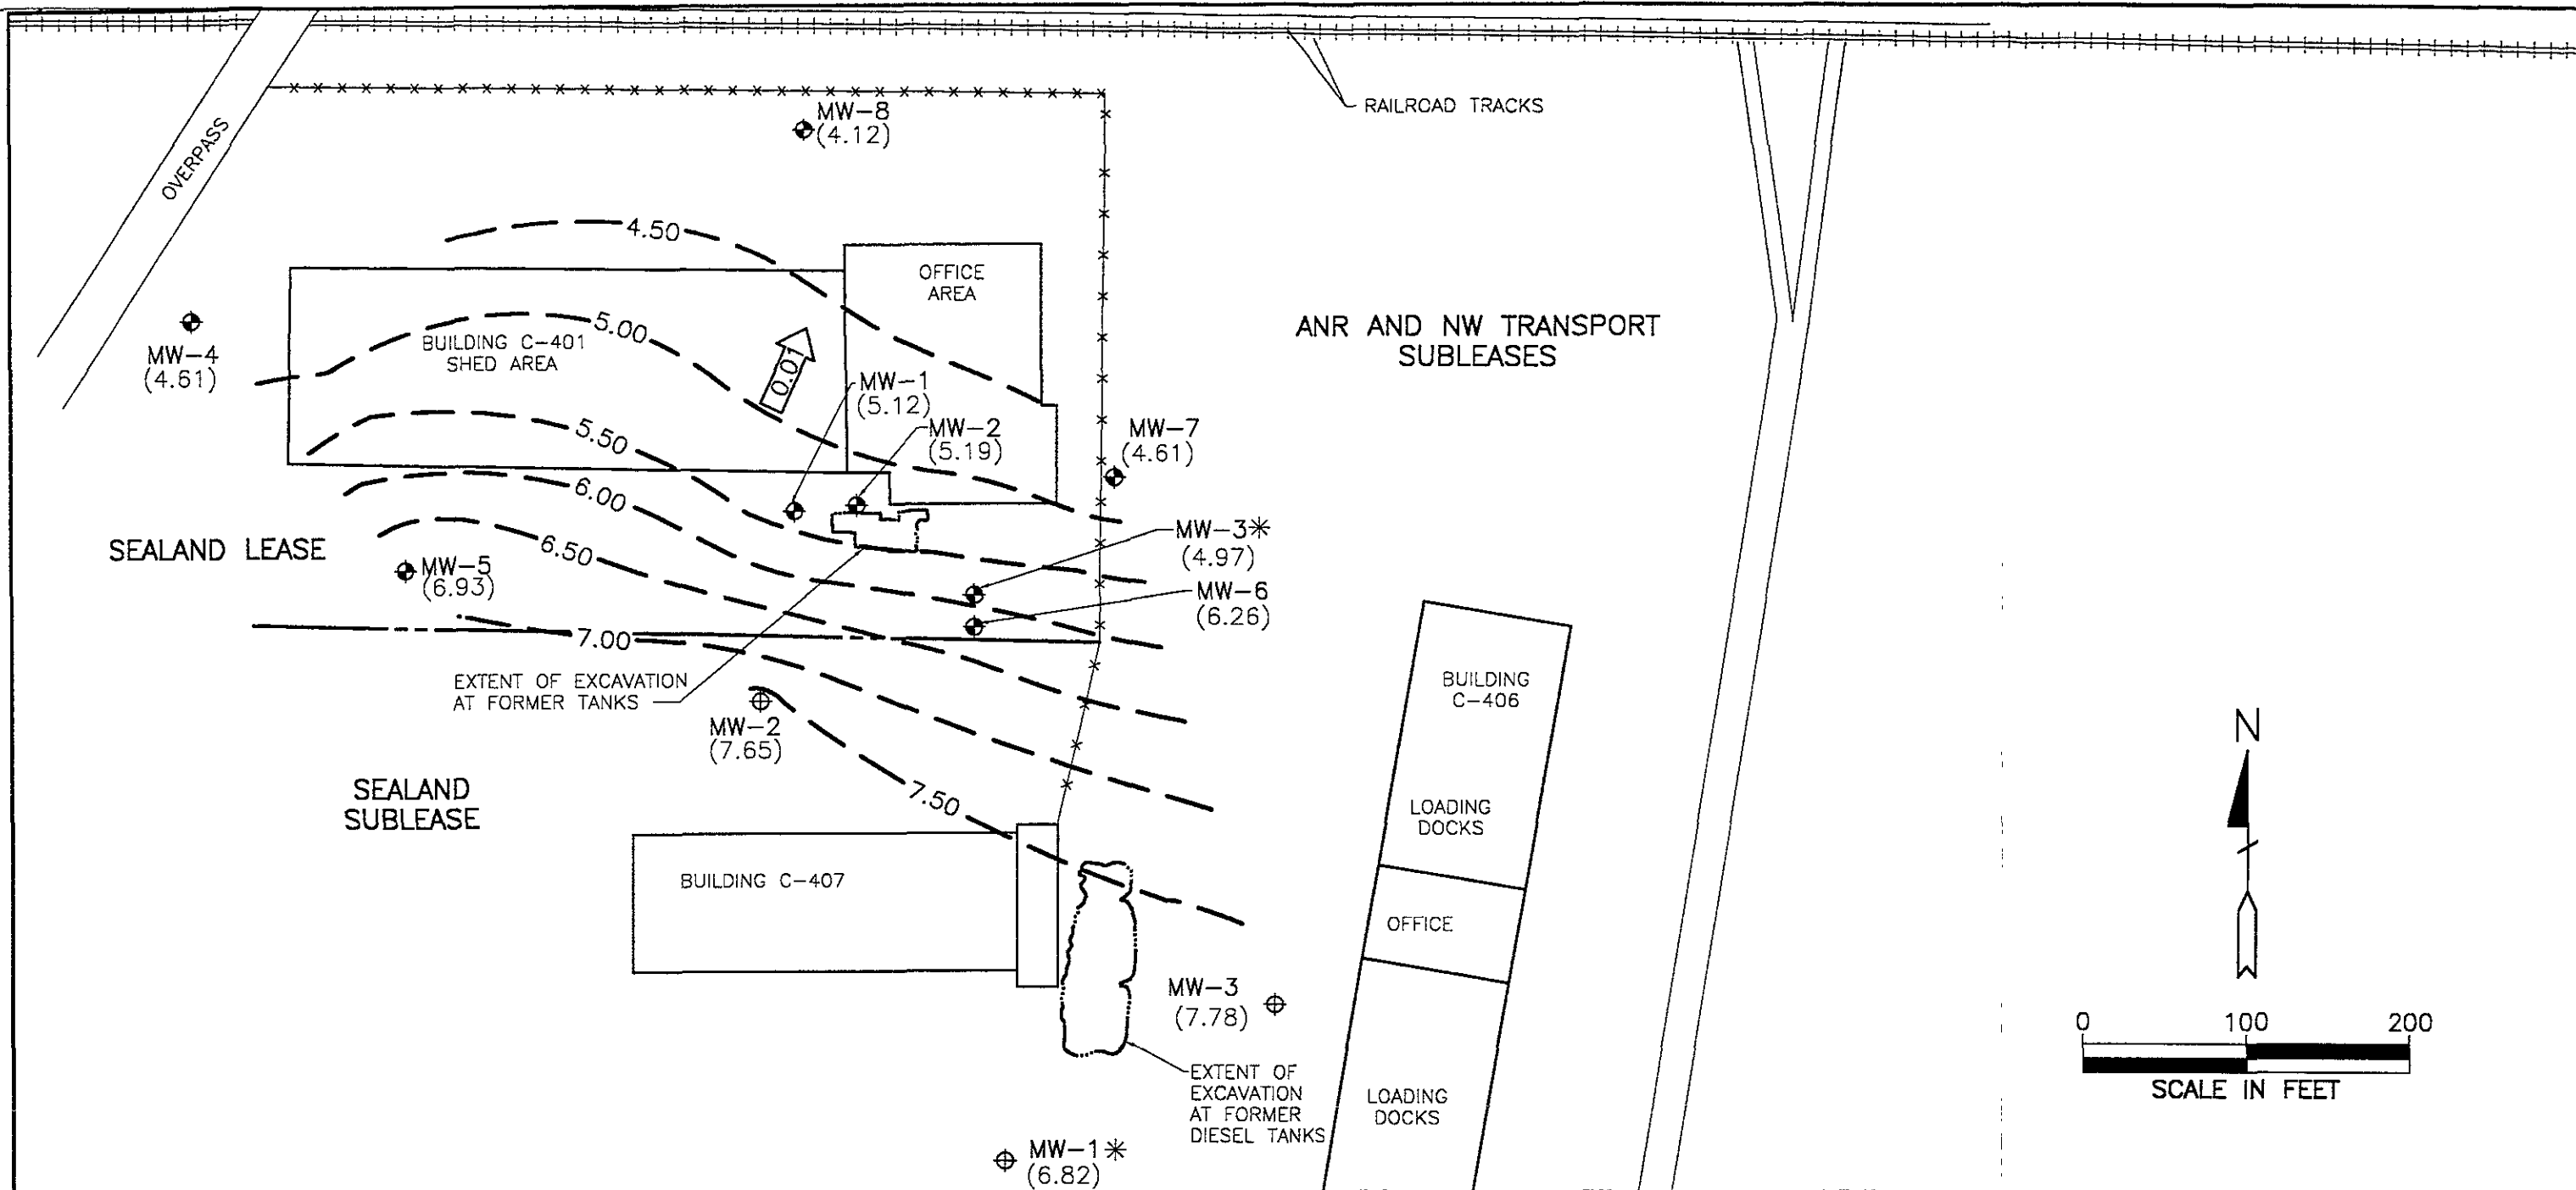 RAILROAD TRACKS
OVERPASS
MW-8
(4.12)
4.50
OFFICE
AREA
5.00
BUILDING C-401
SHED AREA
0.01
ANR AND NW TRANSPORT
SUBLEASES
MW-4
(4.61)
MW-1
(5.12)
MW-2
(5.19)
MW-7
(4.61)
5.50
6.00
6.50
SEALAND LEASE
MW-5
(6.93)
MW-3*
(4.97)
MW-6
(6.26)
7.00
EXTENT OF EXCAVATION
AT FORMER TANKS
MW-2
(7.65)
SEALAND
SUBLEASE
7.50
BUILDING C-407
BUILDING
C-406
LOADING
DOCKS
OFFICE
MW-3
(7.78)
EXTENT OF
EXCAVATION
AT FORMER
DIESEL TANKS
LOADING
DOCKS
MW-1*
(6.82)
N
0 100 200
SCALE IN FEET